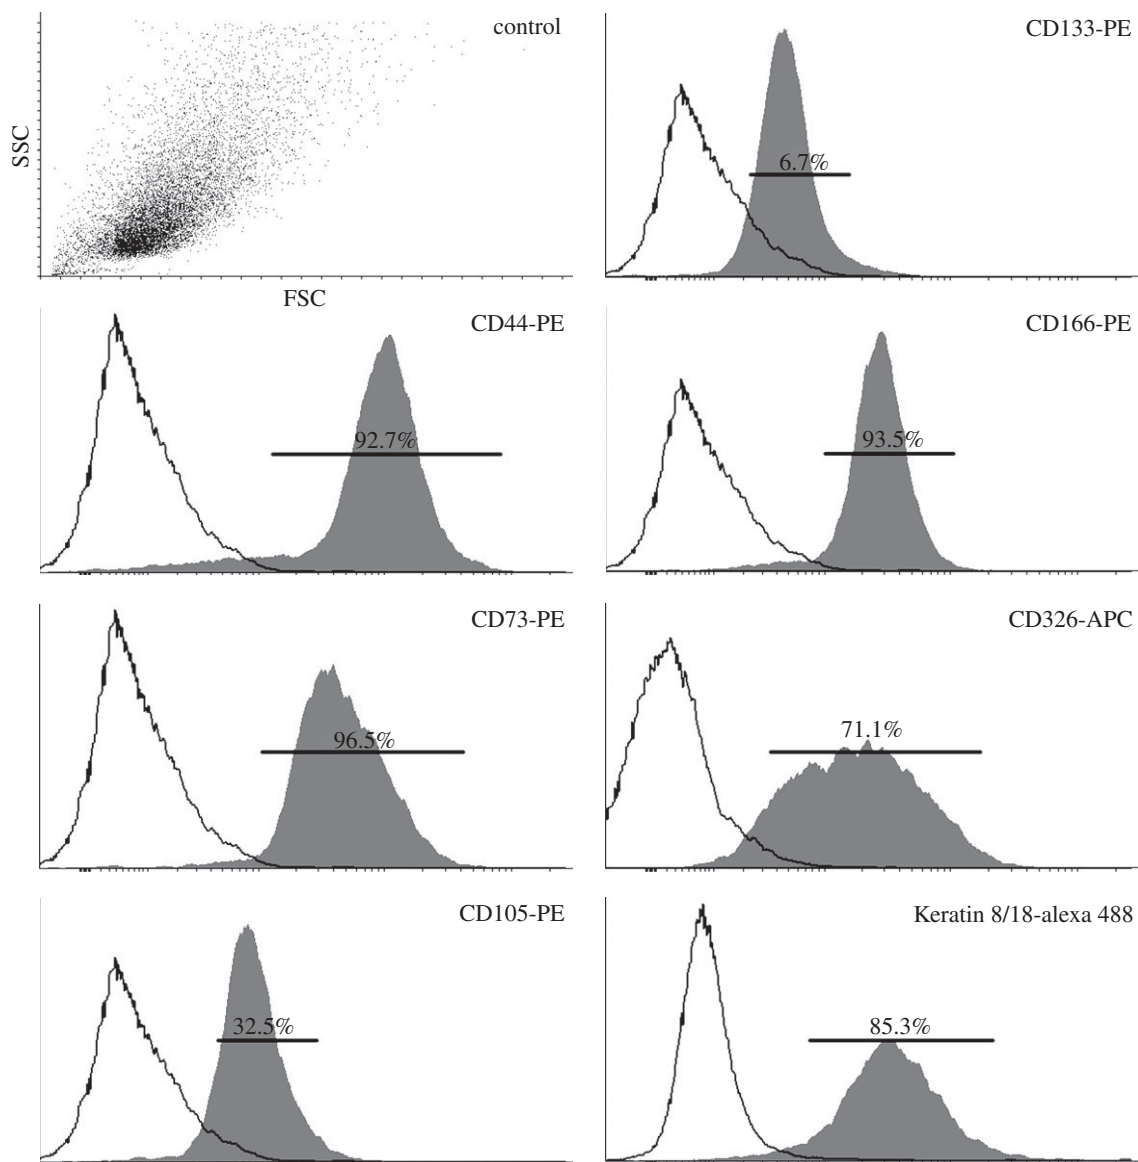 control
SSC
FSC
CD133-PE
6.7%
CD44-PE
92.7%
CD166-PE
93.5%
CD73-PE
96.5%
CD326-APC
71.1%
CD105-PE
32.5%
Keratin 8/18-alexa 488
85.3%